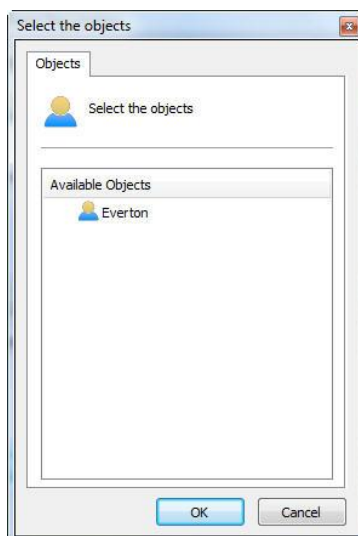 Select the objects
Objects
Select the objects
Available Objects
Everton
OK
Cancel